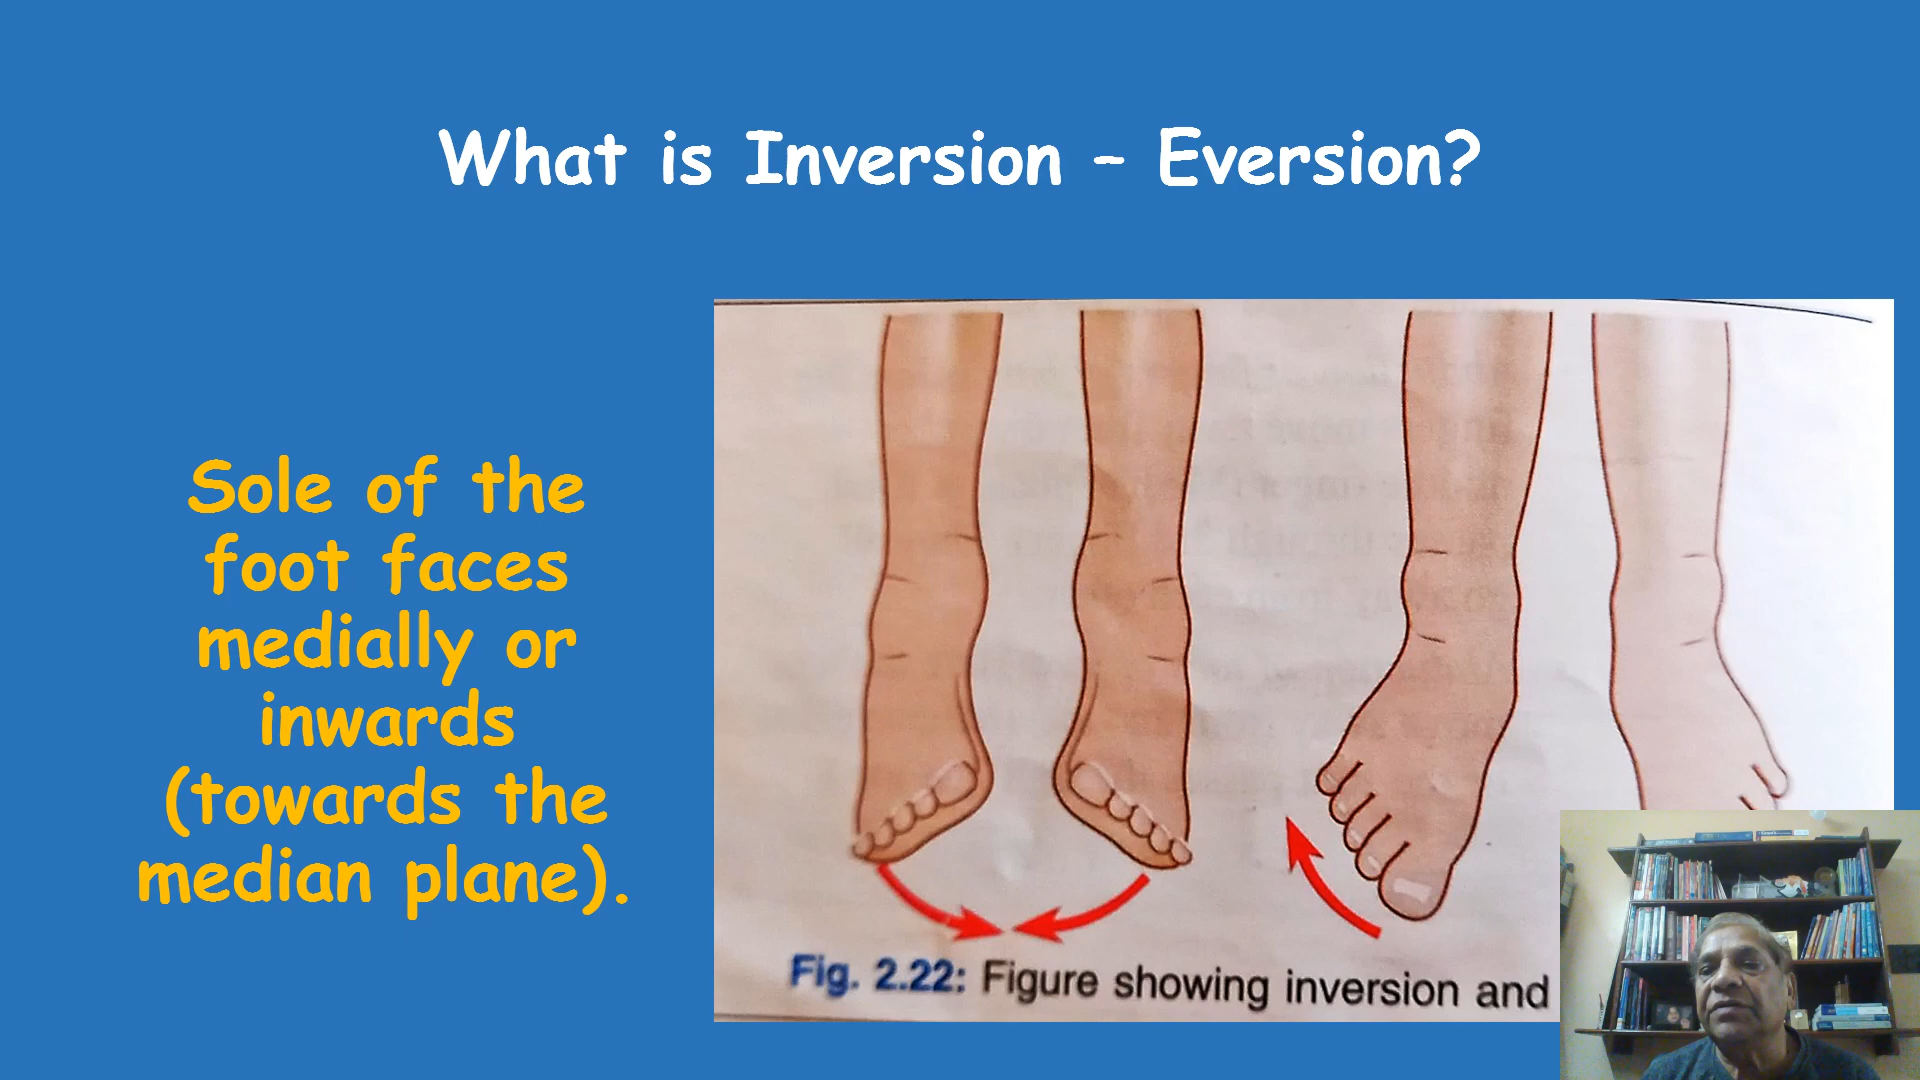 What is Inversion – Eversion?
Sole of the
foot faces
medially or
inwards
(towards the
median plane).
Fig. 2.22: Figure showing inversion and